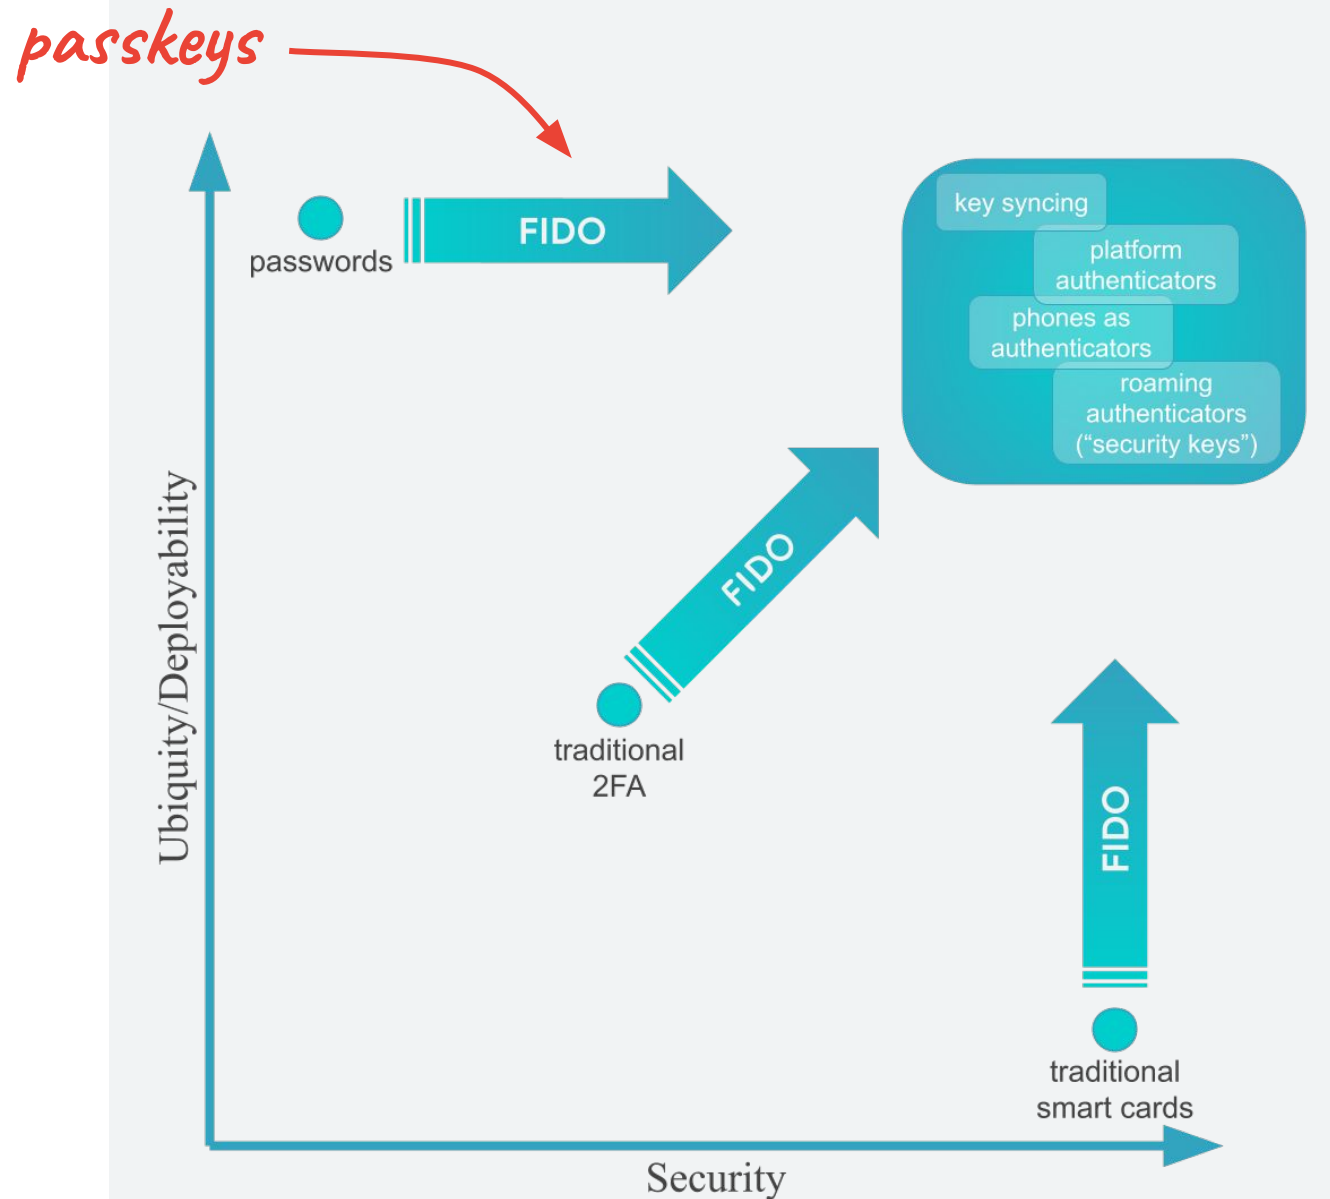 passkeys
FIDO
passwords
key syncing
platform
authenticators
phones as
authenticators
roaming
authenticators
(“security keys”)
FIDO
traditional
2FA
FIDO
traditional
smart cards
Ubiquity/Deployability
Security